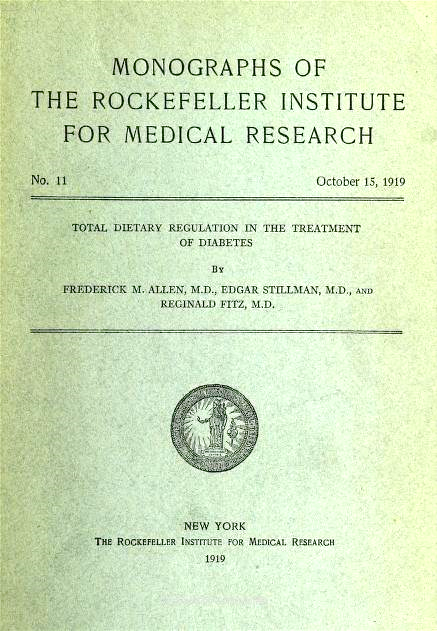 MONOGRAPHS OF
THE ROCKEFELLER INSTITUTE
FOR MEDICAL RESEARCH
No. 11 October 15, 1919
TOTAL DIETARY REGULATION IN THE TREATMENT
OF DIABETES
By
FREDERICK M. ALLEN, M.D., EDGAR STILLMAN, M.D., AND
REGINALD FITZ, M.D.
NEW YORK
THE ROCKEFELLER INSTITUTE FOR MEDICAL RESEARCH
1919